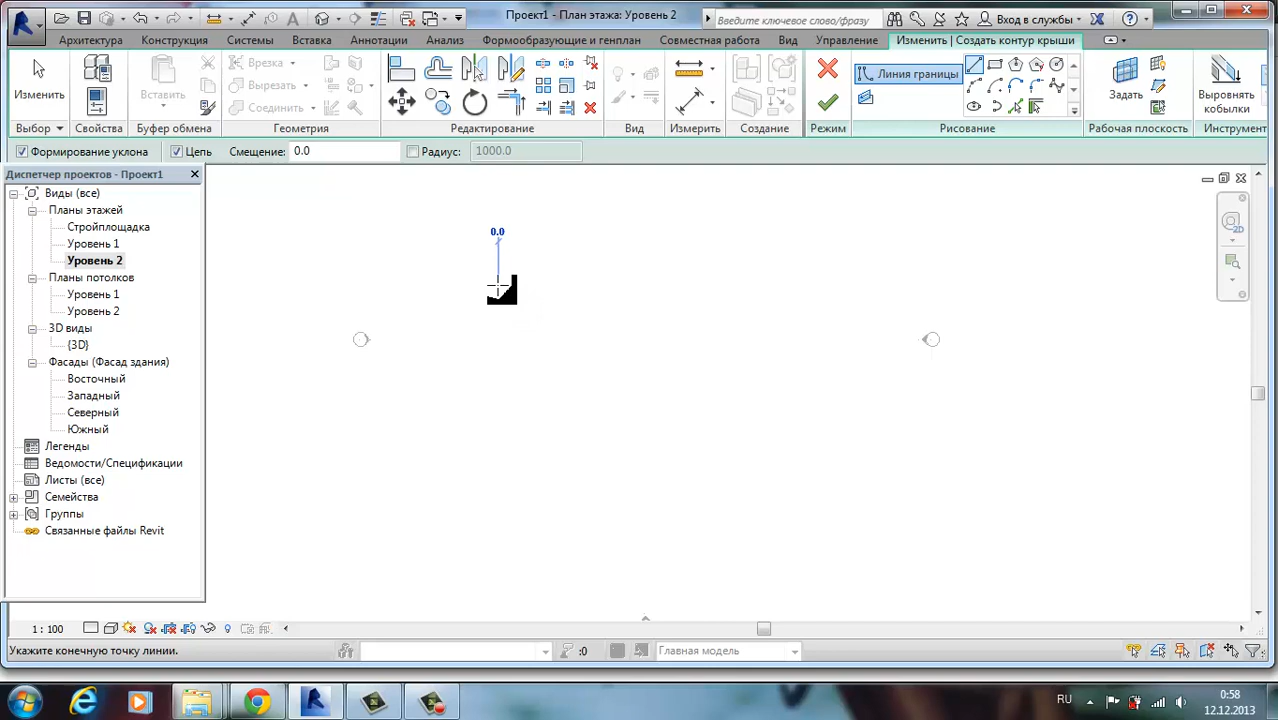 Проект1 - План этажа: Уровень 2
Введите ключевое слово/фразу
Вход в службы
Архитектура
Конструкция
Системы
Вставка
Аннотации
Анализ
Формообразующие и генплан
Совместная работа
Вид
Управление
Изменить | Создать контур крыши
Изменить
Вставить
Врезка
Вырезать
Соединить
Линия границы
Задать
Выровнять
кобылки
Выбор
Свойства
Буфер обмена
Геометрия
Редактирование
Вид
Измерить
Создание
Режим
Рисование
Рабочая плоскость
Инструмент
Формирование уклона
Цепь
Смещение: 0.0
Радиус: 1000.0
Диспетчер проектов - Проект1
Виды (все)
Планы этажей
Стройплощадка
Уровень 1
Уровень 2
Планы потолков
Уровень 1
Уровень 2
3D виды
{3D}
Фасады (Фасад здания)
Восточный
Западный
Северный
Южный
Легенды
Ведомости/Спецификации
Листы (все)
Семейства
Группы
Связанные файлы Revit
0.0
2D
1 : 100
Укажите конечную точку линии.
:0
Главная модель
RU
0:58
12.12.2013